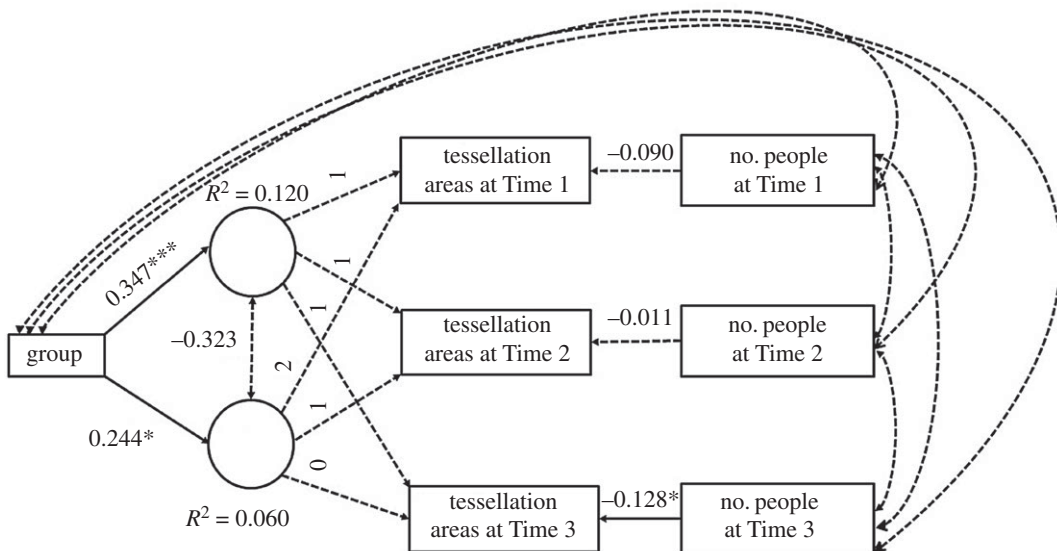 tessellation
areas at Time 1
–0.090
no. people
at Time 1
R² = 0.120
1
0.347***
1
1
tessellation
areas at Time 2
–0.011
no. people
at Time 2
group
–0.323
2
1
0.244*
0
tessellation
areas at Time 3
–0.128*
no. people
at Time 3
R² = 0.060